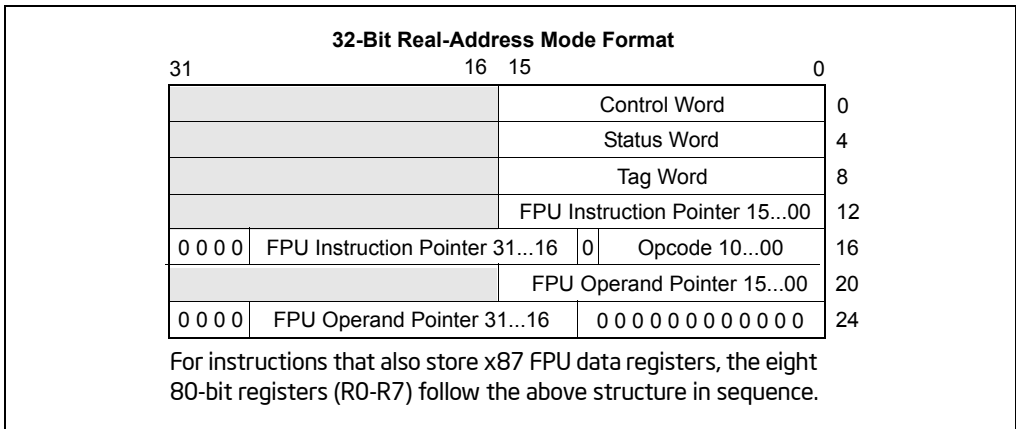 32-Bit Real-Address Mode Format
31 16 15 0
Control Word 0
Status Word 4
Tag Word 8
FPU Instruction Pointer 15...00 12
0 0 0 0 FPU Instruction Pointer 31...16 0 Opcode 10...00 16
FPU Operand Pointer 15...00 20
0 0 0 0 FPU Operand Pointer 31...16 0 0 0 0 0 0 0 0 0 0 0 0 24
For instructions that also store x87 FPU data registers, the eight
80-bit registers (R0-R7) follow the above structure in sequence.